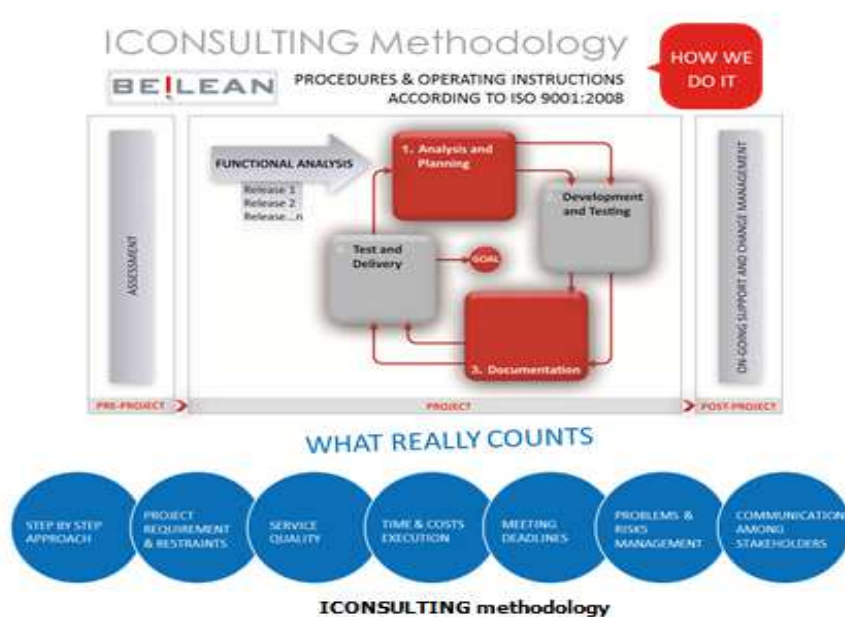 ICONSULTING Methodology
HOW WE
DO IT
BE!LEAN
PROCEDURES & OPERATING INSTRUCTIONS
ACCORDING TO ISO 9001:2008
ASSESSMENT
FUNCTIONAL ANALYSIS
Release 1
Release 2
Release...n
1. Analysis and
Planning
Development
and Testing
Test and
Delivery
GOAL
3. Documentation
ON-GOING SUPPORT AND CHANGE MANAGEMENT
PRE-PROJECT
PROJECT
POST-PROJECT
WHAT REALLY COUNTS
STEP BY STEP
APPROACH
PROJECT
REQUIREMENT
& RESTRAINTS
SERVICE
QUALITY
TIME & COSTS
EXECUTION
MEETING
DEADLINES
PROBLEMS &
RISKS
MANAGEMENT
COMMUNICATION
AMONG
STAKEHOLDERS
ICONSULTING methodology